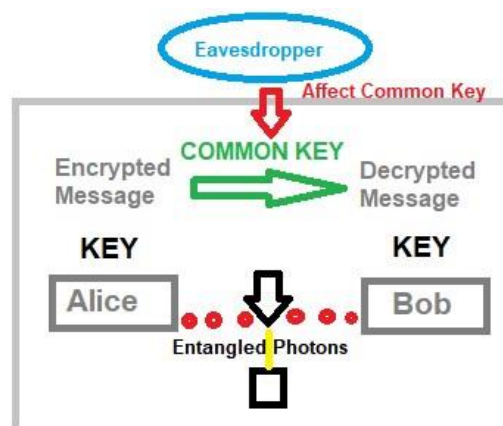 Eavesdropper
Affect Common Key
COMMON KEY
Encrypted
Message
Decrypted
Message
KEY
KEY
Alice
Bob
Entangled Photons